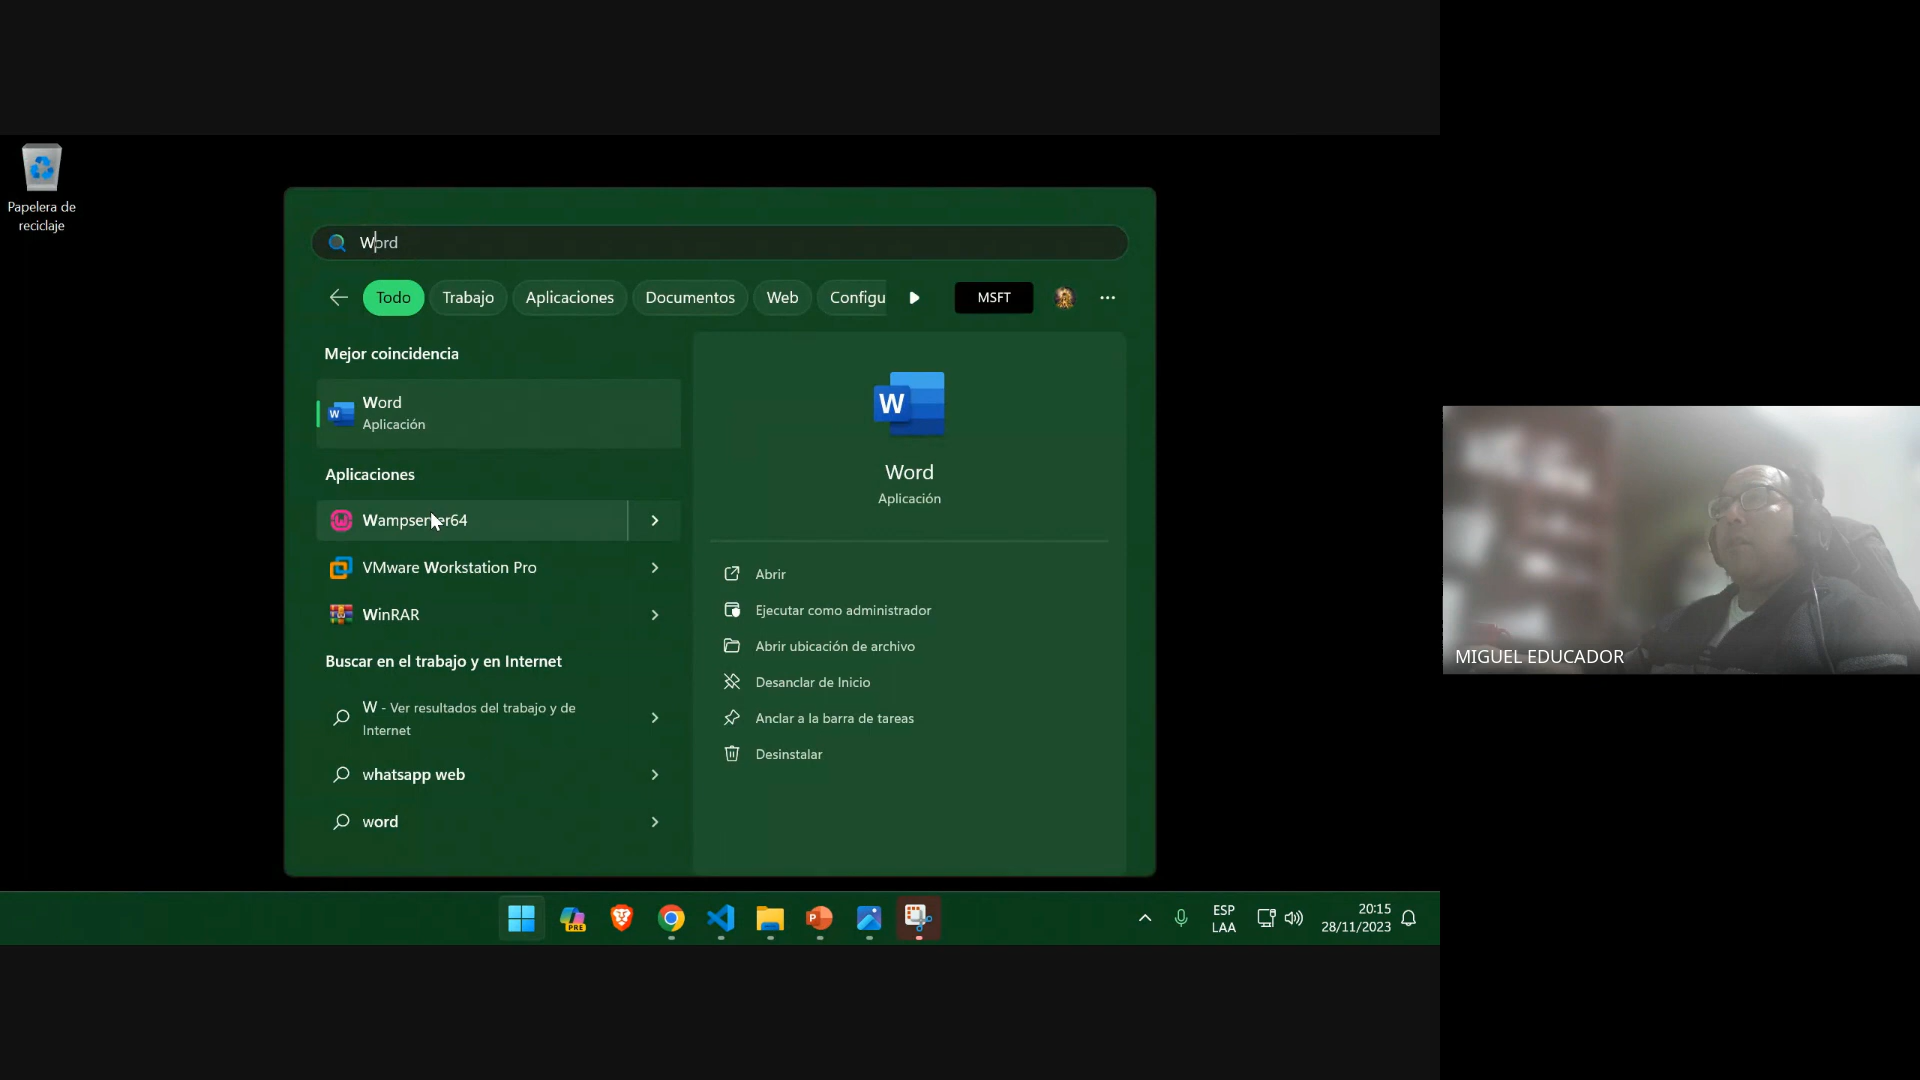 Papelera de
reciclaje
Word
Todo
Trabajo
Aplicaciones
Documentos
Web
Configu
MSFT
Mejor coincidencia
Word
Aplicación
Aplicaciones
Wampserver64
VMware Workstation Pro
WinRAR
Buscar en el trabajo y en Internet
W - Ver resultados del trabajo y de
Internet
whatsapp web
word
W
Word
Aplicación
Abrir
Ejecutar como administrador
Abrir ubicación de archivo
Desanclar de Inicio
Anclar a la barra de tareas
Desinstalar
MIGUEL EDUCADOR
PRE
ESP
LAA
20:15
28/11/2023